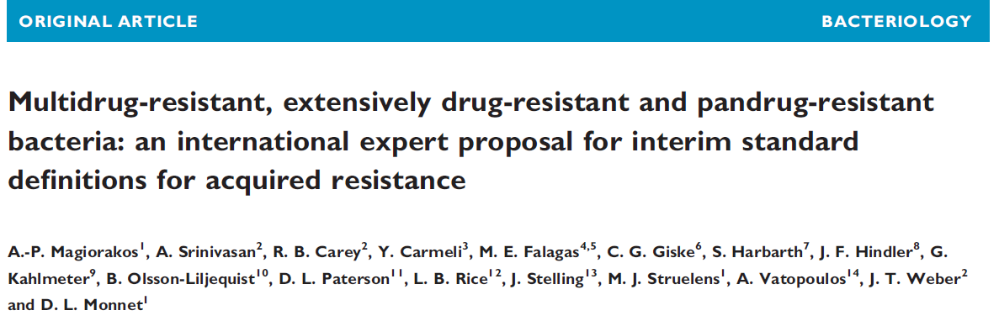 ORIGINAL ARTICLE BACTERIOLOGY
Multidrug-resistant, extensively drug-resistant and pandrug-resistant
bacteria: an international expert proposal for interim standard
definitions for acquired resistance
A.-P. Magiorakos1, A. Srinivasan2, R. B. Carey2, Y. Carmeli3, M. E. Falagas4,5, C. G. Giske6, S. Harbarth7, J. F. Hindler8, G.
Kahlmeter9, B. Olsson-Liljequist10, D. L. Paterson11, L. B. Rice12, J. Stelling13, M. J. Struelens1, A. Vatopoulos14, J. T. Weber2
and D. L. Monnet1